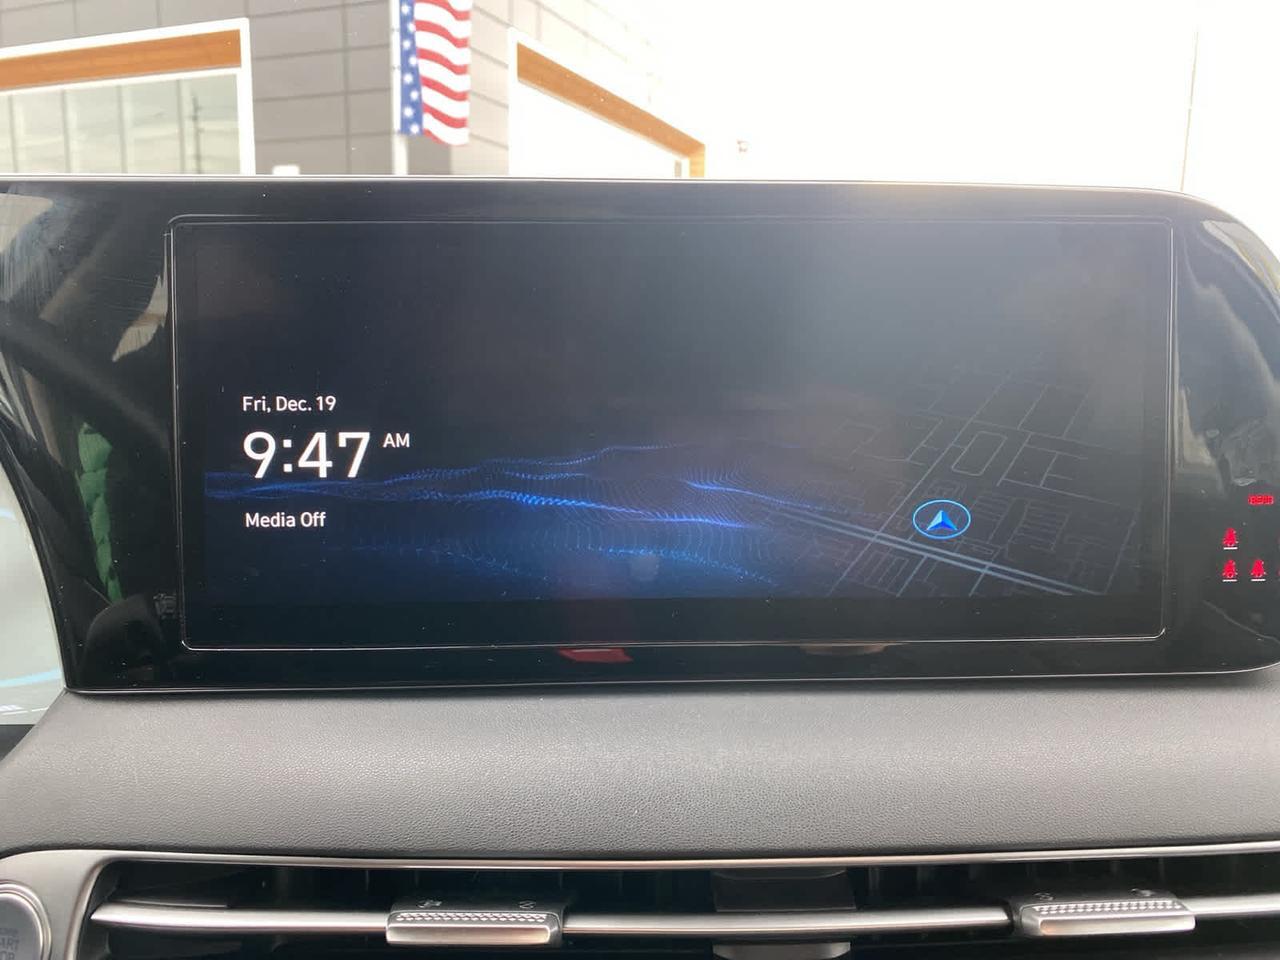 Fri, Dec. 19
9:47 AM
Media Off